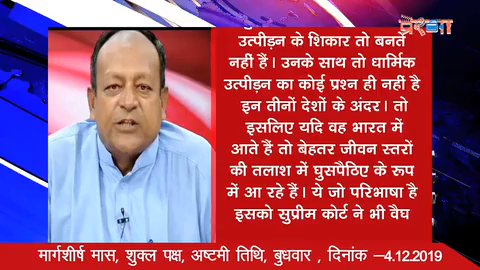 उत्पीड़न के शिकार तो बनते
नहीं हैं। उनके साथ तो धार्मिक
उत्पीड़न का कोई प्रश्न ही नहीं है
इन तीनों देशों के अंदर। तो
इसलिए यदि वह भारत में
आते हैं तो बेहतर जीवन स्तरों
की तलाश में घुसपैठिए के रूप
में आ रहे हैं। ये जो परिभाषा है
इसको सुप्रीम कोर्ट ने भी वैध
मार्गशीर्ष मास, शुक्ल पक्ष, अष्टमी तिथि, बुधवार , दिनांक –4.12.2019